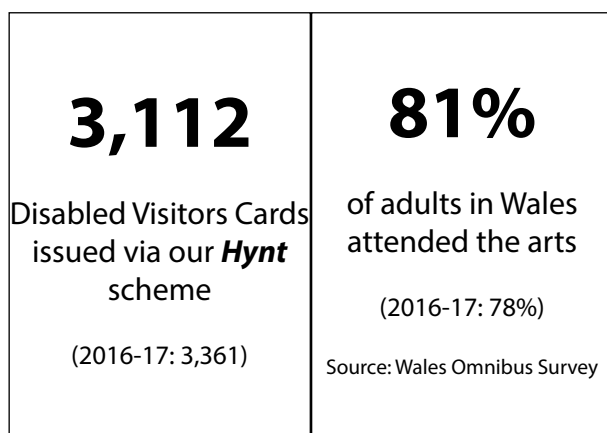 3,112
Disabled Visitors Cards
issued via our Hynt
scheme
(2016-17: 3,361)
81%
of adults in Wales
attended the arts
(2016-17: 78%)
Source: Wales Omnibus Survey